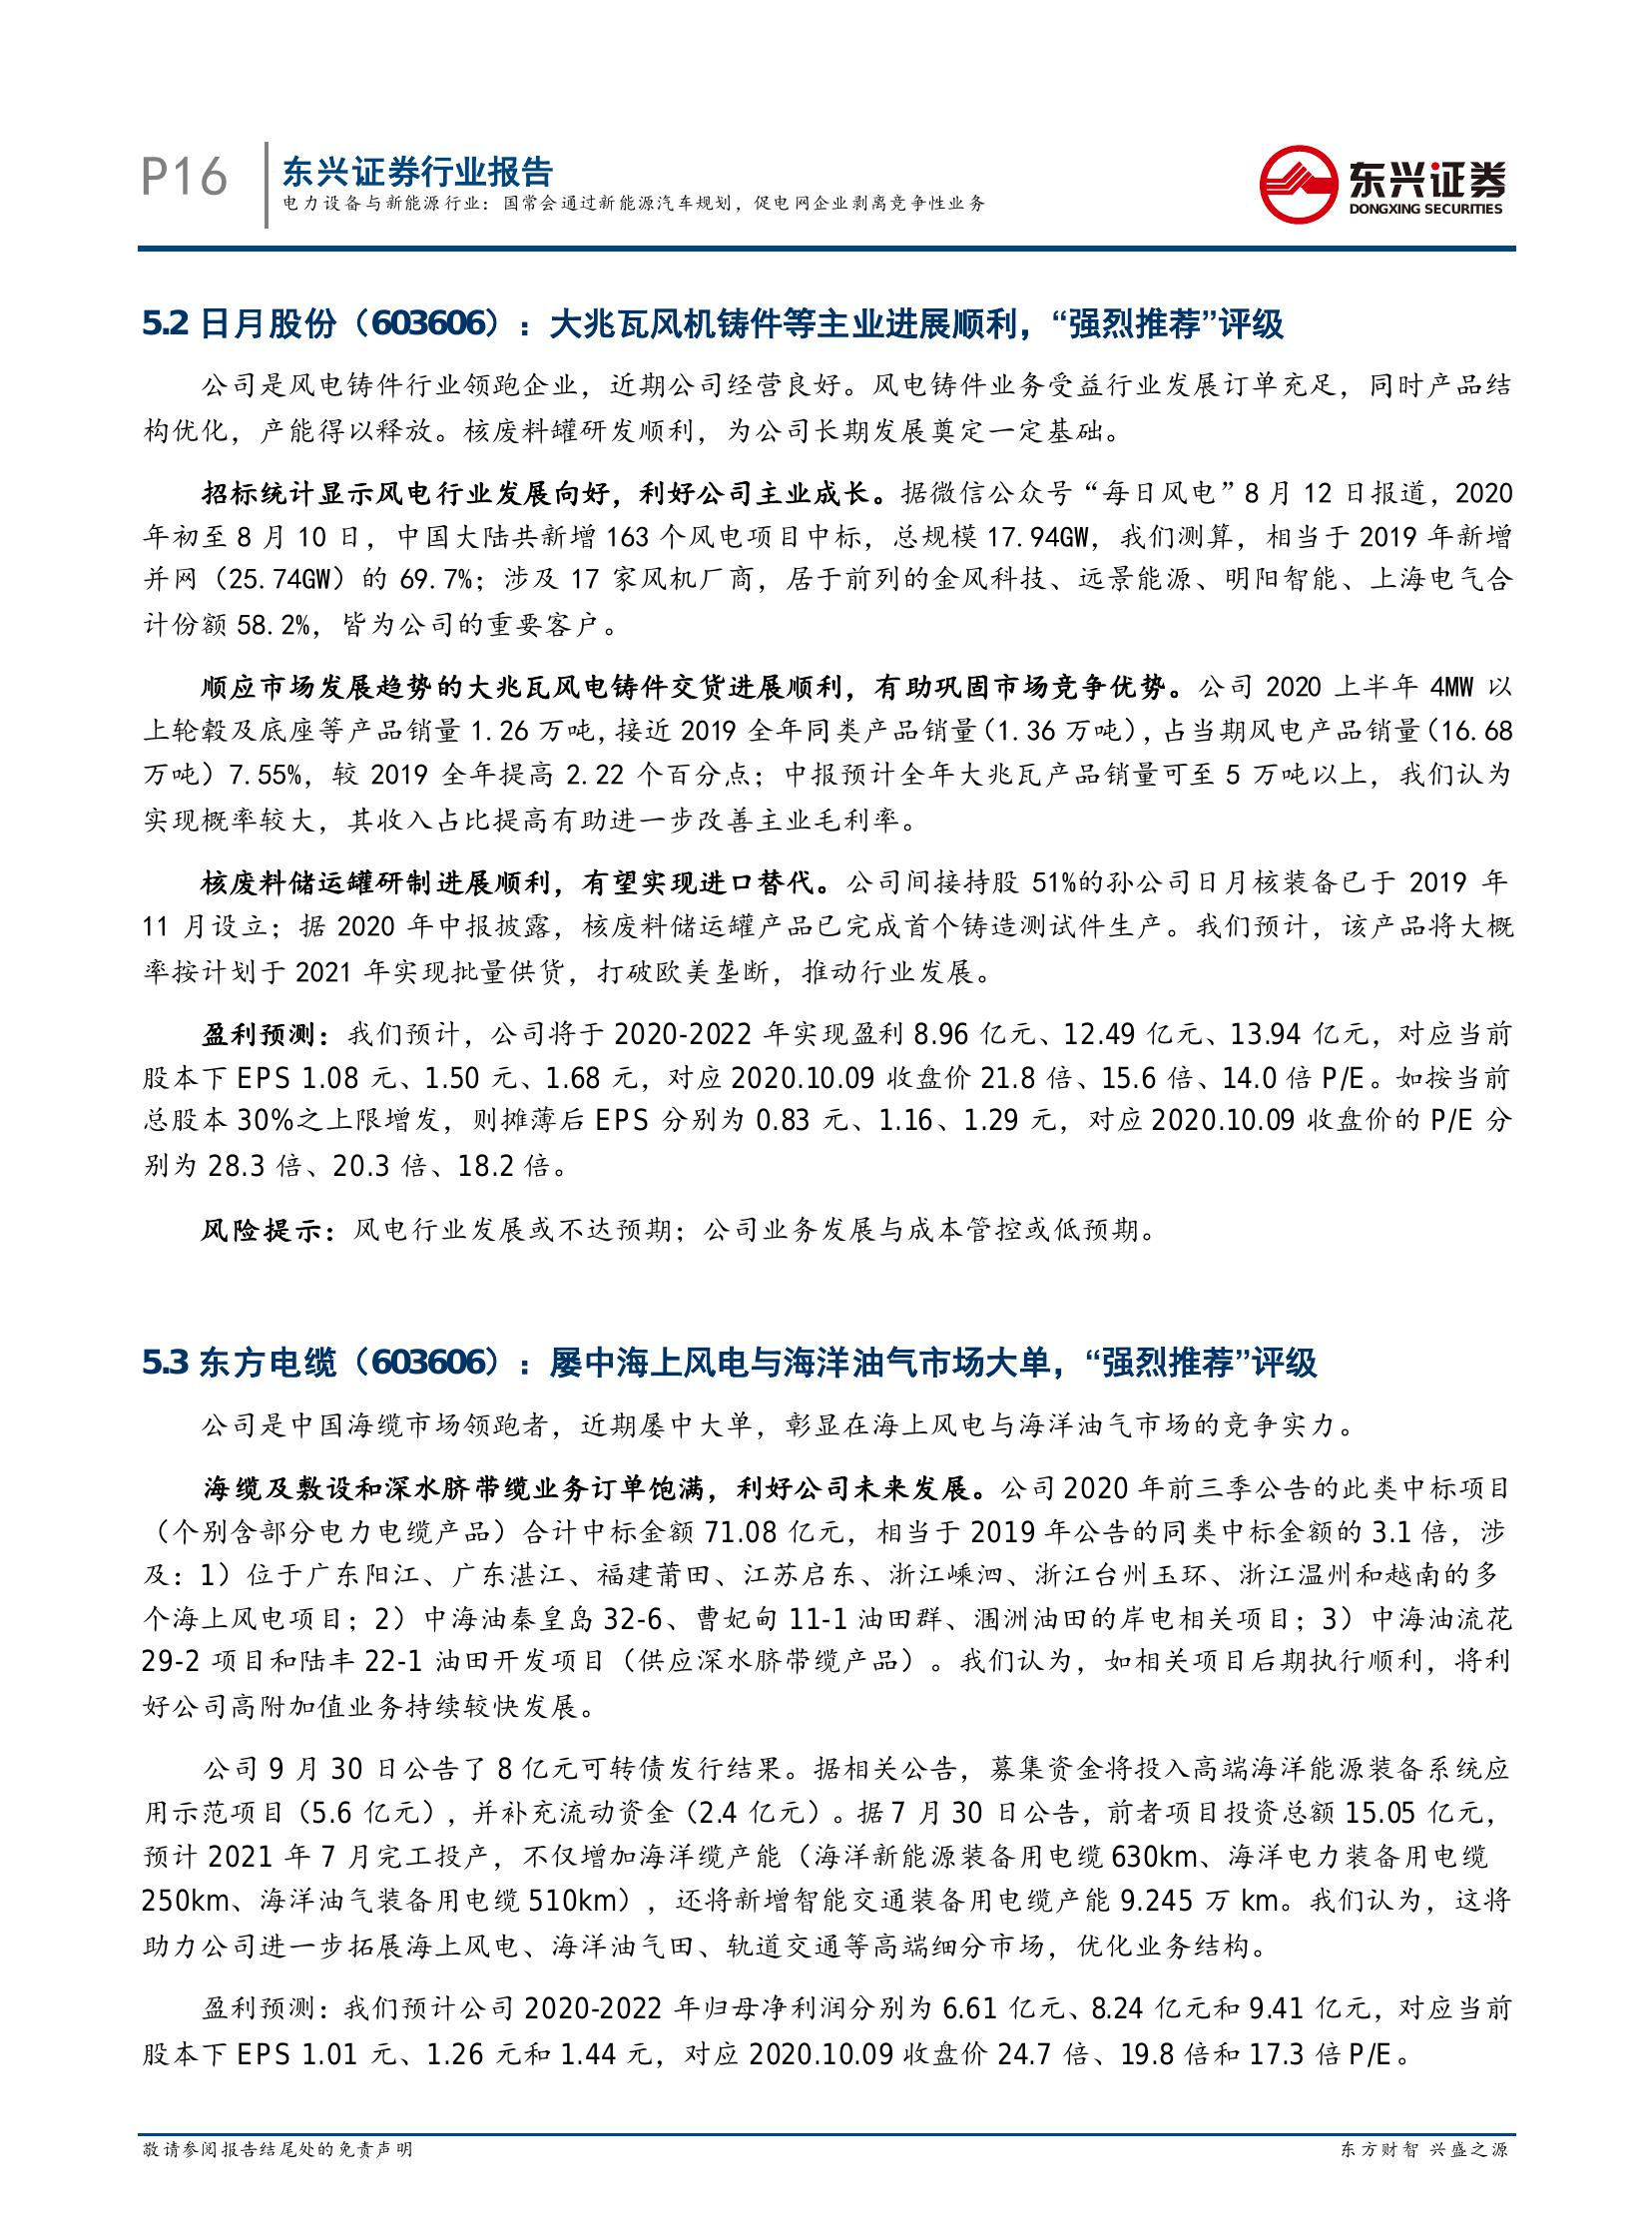 P16
东兴证券行业报告
电力设备与新能源行业：国常会通过新能源汽车规划，促电网企业剥离竞争性业务
东兴证券
DONGXING SECURITIES
5.2 日月股份（603606）：大兆瓦风机铸件等主业进展顺利，“强烈推荐”评级
公司是风电铸件行业领跑企业，近期公司经营良好。风电铸件业务受益行业发展订单充足，同时产品结
构优化，产能得以释放。核废料罐研发顺利，为公司长期发展奠定一定基础。
招标统计显示风电行业发展向好，利好公司主业成长。据微信公众号“每日风电”8 月 12 日报道，2020
年初至 8 月 10 日，中国大陆共新增 163 个风电项目中标，总规模 17.94GW，我们测算，相当于 2019 年新增
并网（25.74GW）的 69.7%；涉及 17 家风机厂商，居于前列的金风科技、远景能源、明阳智能、上海电气合
计份额 58.2%，皆为公司的重要客户。
顺应市场发展趋势的大兆瓦风电铸件交货进展顺利，有助巩固市场竞争优势。公司 2020 上半年 4MW 以
上轮毂及底座等产品销量 1.26 万吨，接近 2019 全年同类产品销量（1.36 万吨），占当期风电产品销量（16.68
万吨）7.55%，较 2019 全年提高 2.22 个百分点；中报预计全年大兆瓦产品销量可至 5 万吨以上，我们认为
实现概率较大，其收入占比提高有助进一步改善主业毛利率。
核废料储运罐研制进展顺利，有望实现进口替代。公司间接持股 51%的孙公司日月核装备已于 2019 年
11 月设立；据 2020 年中报披露，核废料储运罐产品已完成首个铸造测试件生产。我们预计，该产品将大概
率按计划于 2021 年实现批量供货，打破欧美垄断，推动行业发展。
盈利预测：我们预计，公司将于 2020-2022 年实现盈利 8.96 亿元、12.49 亿元、13.94 亿元，对应当前
股本下 EPS 1.08 元、1.50 元、1.68 元，对应 2020.10.09 收盘价 21.8 倍、15.6 倍、14.0 倍 P/E。如按当前
总股本 30%之上限增发，则摊薄后 EPS 分别为 0.83 元、1.16、1.29 元，对应 2020.10.09 收盘价的 P/E 分
别为 28.3 倍、20.3 倍、18.2 倍。
风险提示：风电行业发展或不达预期；公司业务发展与成本管控或低预期。
5.3 东方电缆（603606）：屡中海上风电与海洋油气市场大单，“强烈推荐”评级
公司是中国海缆市场领跑者，近期屡中大单，彰显在海上风电与海洋油气市场的竞争实力。
海缆及敷设和深水脐带缆业务订单饱满，利好公司未来发展。公司 2020 年前三季公告的此类中标项目
（个别含部分电力电缆产品）合计中标金额 71.08 亿元，相当于 2019 年公告的同类中标金额的 3.1 倍，涉
及：1）位于广东阳江、广东湛江、福建莆田、江苏启东、浙江嵊泗、浙江台州玉环、浙江温州和越南的多
个海上风电项目；2）中海油秦皇岛 32-6、曹妃甸 11-1 油田群、涠洲油田的岸电相关项目；3）中海油流花
29-2 项目和陆丰 22-1 油田开发项目（供应深水脐带缆产品）。我们认为，如相关项目后期执行顺利，将利
好公司高附加值业务持续较快发展。
公司 9 月 30 日公告了 8 亿元可转债发行结果。据相关公告，募集资金将投入高端海洋能源装备系统应
用示范项目（5.6 亿元），并补充流动资金（2.4 亿元）。据 7 月 30 日公告，前者项目投资总额 15.05 亿元，
预计 2021 年 7 月完工投产，不仅增加海洋缆产能（海洋新能源装备用电缆 630km、海洋电力装备用电缆
250km、海洋油气装备用电缆 510km），还将新增智能交通装备用电缆产能 9.245 万 km。我们认为，这将
助力公司进一步拓展海上风电、海洋油气田、轨道交通等高端细分市场，优化业务结构。
盈利预测：我们预计公司 2020-2022 年归母净利润分别为 6.61 亿元、8.24 亿元和 9.41 亿元，对应当前
股本下 EPS 1.01 元、1.26 元和 1.44 元，对应 2020.10.09 收盘价 24.7 倍、19.8 倍和 17.3 倍 P/E。
敬请参阅报告结尾处的免责声明
东方财智 兴盛之源